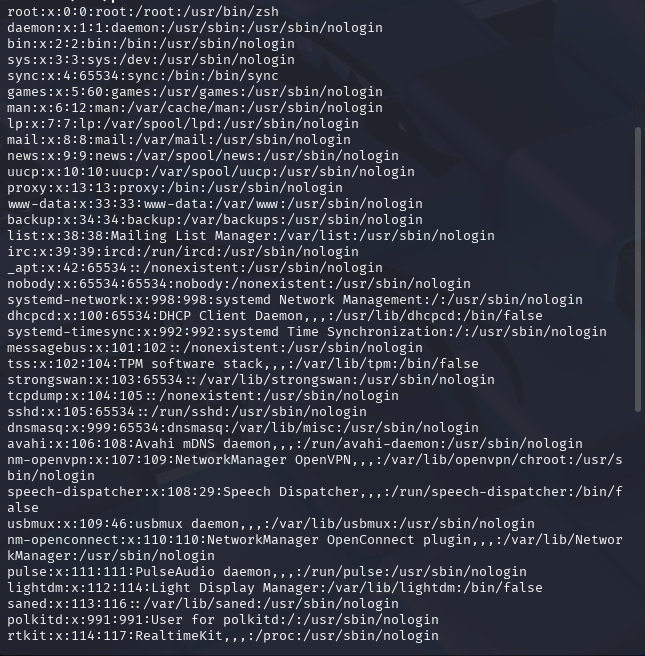 root:x:0:0:root:/root:/usr/bin/zsh
daemon:x:1:1:daemon:/usr/sbin:/usr/sbin/nologin
bin:x:2:2:bin:/bin:/usr/sbin/nologin
sys:x:3:3:sys:/dev:/usr/sbin/nologin
sync:x:4:65534:sync:/bin:/bin/sync
games:x:5:60:games:/usr/games:/usr/sbin/nologin
man:x:6:12:man:/var/cache/man:/usr/sbin/nologin
lp:x:7:7:lp:/var/spool/lpd:/usr/sbin/nologin
mail:x:8:8:mail:/var/mail:/usr/sbin/nologin
news:x:9:9:news:/var/spool/news:/usr/sbin/nologin
uucp:x:10:10:uucp:/var/spool/uucp:/usr/sbin/nologin
proxy:x:13:13:proxy:/bin:/usr/sbin/nologin
www-data:x:33:33:www-data:/var/www:/usr/sbin/nologin
backup:x:34:34:backup:/var/backups:/usr/sbin/nologin
list:x:38:38:Mailing List Manager:/var/list:/usr/sbin/nologin
irc:x:39:39:ircd:/run/ircd:/usr/sbin/nologin
_apt:x:42:65534::/nonexistent:/usr/sbin/nologin
nobody:x:65534:65534:nobody:/nonexistent:/usr/sbin/nologin
systemd-network:x:998:998:systemd Network Management:/:/usr/sbin/nologin
dhcpcd:x:100:65534:DHCP Client Daemon,,,:/usr/lib/dhcpcd:/bin/false
systemd-timesync:x:992:992:systemd Time Synchronization:/:/usr/sbin/nologin
messagebus:x:101:102::/nonexistent:/usr/sbin/nologin
tss:x:102:104:TPM software stack,,,:/var/lib/tpm:/bin/false
strongswan:x:103:65534::/var/lib/strongswan:/usr/sbin/nologin
tcpdump:x:104:105::/nonexistent:/usr/sbin/nologin
sshd:x:105:65534::/run/sshd:/usr/sbin/nologin
dnsmasq:x:999:65534:dnsmasq:/var/lib/misc:/usr/sbin/nologin
avahi:x:106:108:Avahi mDNS daemon,,,:/run/avahi-daemon:/usr/sbin/nologin
nm-openvpn:x:107:109:NetworkManager OpenVPN,,,:/var/lib/openvpn/chroot:/usr/s
bin/nologin
speech-dispatcher:x:108:29:Speech Dispatcher,,,:/run/speech-dispatcher:/bin/f
alse
usbmux:x:109:46:usbmux daemon,,,:/var/lib/usbmux:/usr/sbin/nologin
nm-openconnect:x:110:110:NetworkManager OpenConnect plugin,,,:/var/lib/Networ
kManager:/usr/sbin/nologin
pulse:x:111:111:PulseAudio daemon,,,:/run/pulse:/usr/sbin/nologin
lightdm:x:112:114:Light Display Manager:/var/lib/lightdm:/bin/false
saned:x:113:116::/var/lib/saned:/usr/sbin/nologin
polkitd:x:991:991:User for polkitd:/:/usr/sbin/nologin
rtkit:x:114:117:RealtimeKit,,,:/proc:/usr/sbin/nologin